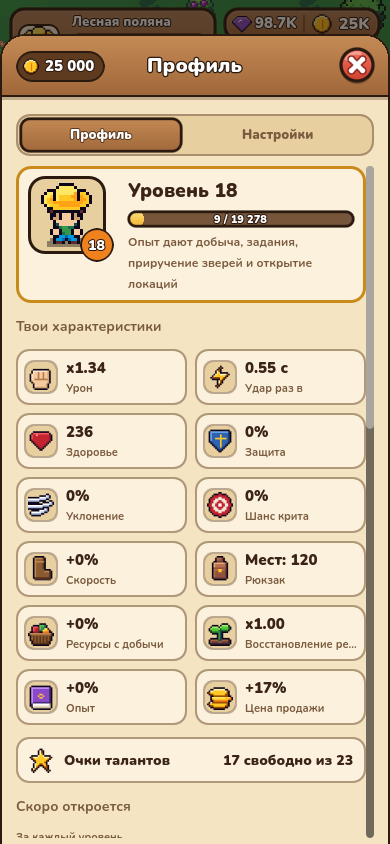 Лесная поляна
98.7K
25K
25 000
Профиль
Профиль
Настройки
Уровень 18
9 / 19 278
18
Опыт дают добыча, задания,
приручение зверей и открытие
локаций
Твои характеристики
x1.34
Урон
0.55 с
Удар раз в
236
Здоровье
0%
Защита
0%
Уклонение
0%
Шанс крита
+0%
Скорость
Мест: 120
Рюкзак
+0%
Ресурсы с добычи
x1.00
Восстановление ре...
+0%
Опыт
+17%
Цена продажи
Очки талантов
17 свободно из 23
Скоро откроется
За каждый уровень